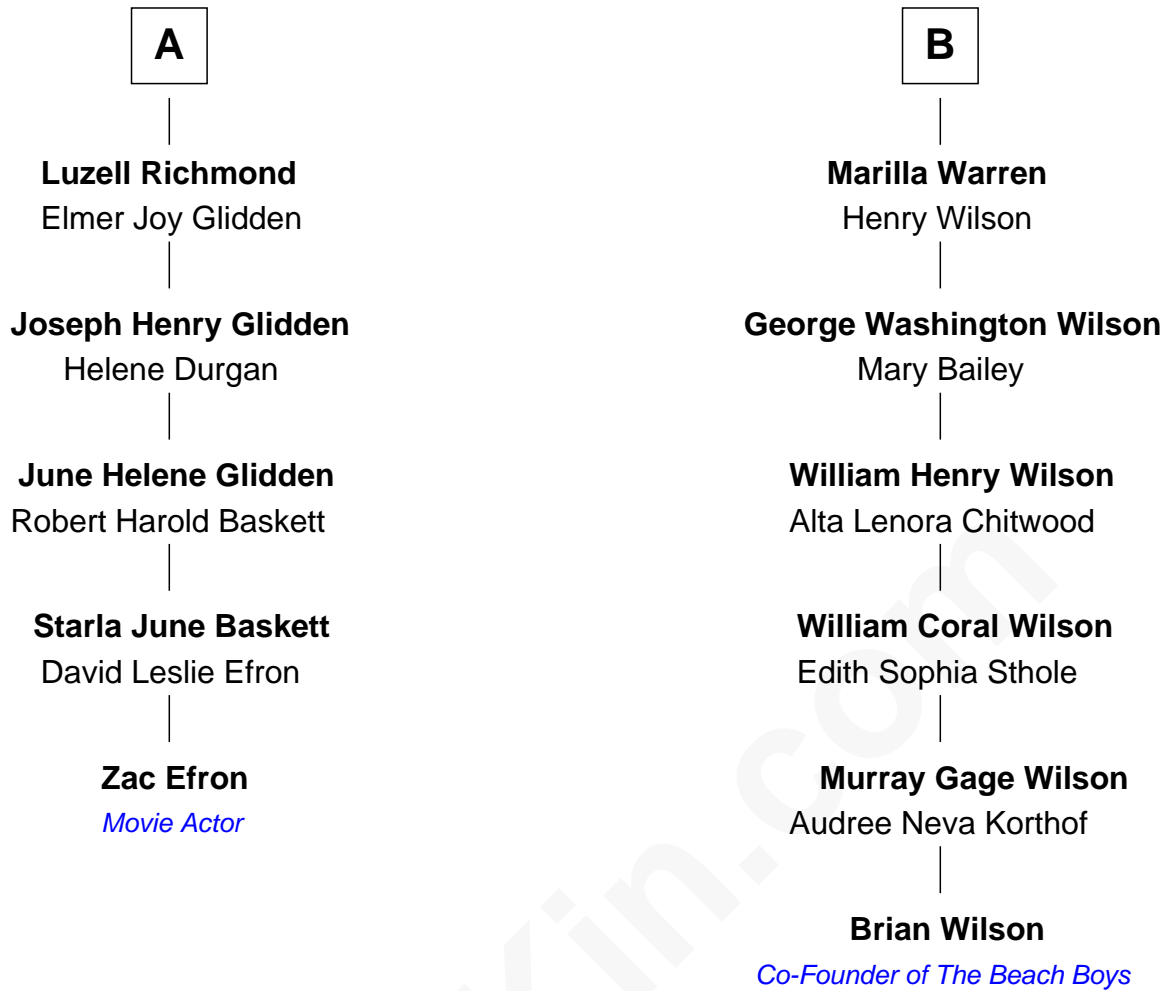 A
Luzell Richmond
Elmer Joy Glidden
Joseph Henry Glidden
Helene Durgan
June Helene Glidden
Robert Harold Baskett
Starla June Baskett
David Leslie Efron
Zac Efron
Movie Actor
B
Marilla Warren
Henry Wilson
George Washington Wilson
Mary Bailey
William Henry Wilson
Alta Lenora Chitwood
William Coral Wilson
Edith Sophia Sthole
Murray Gage Wilson
Audree Neva Korthof
Brian Wilson
Co-Founder of The Beach Boys